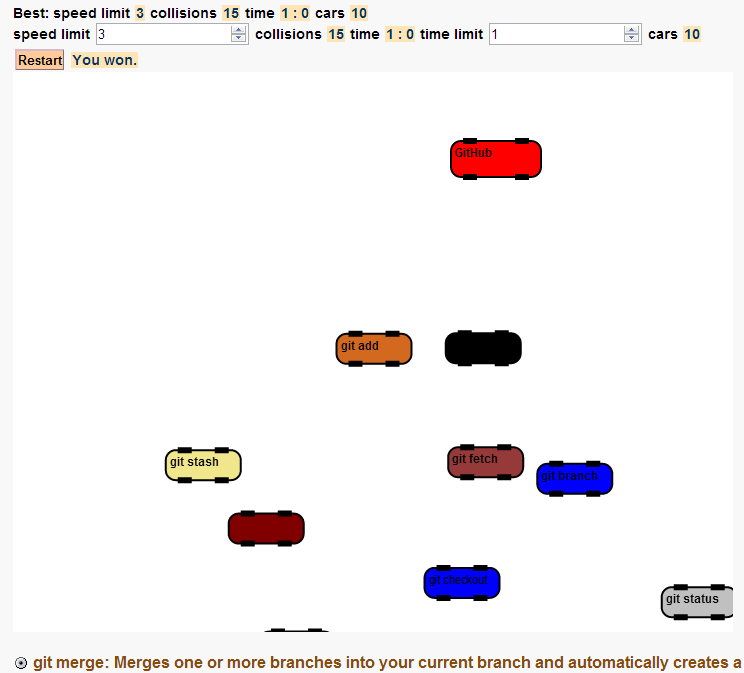 Best: speed limit 3 collisions 15 time 1 : 0 cars 10
speed limit 3 collisions 15 time 1 : 0 time limit 1 cars 10
Restart You won.
GitHub
git add
git stash
git fetch
git branch
git checkout
git status
git merge: Merges one or more branches into your current branch and automatically creates a